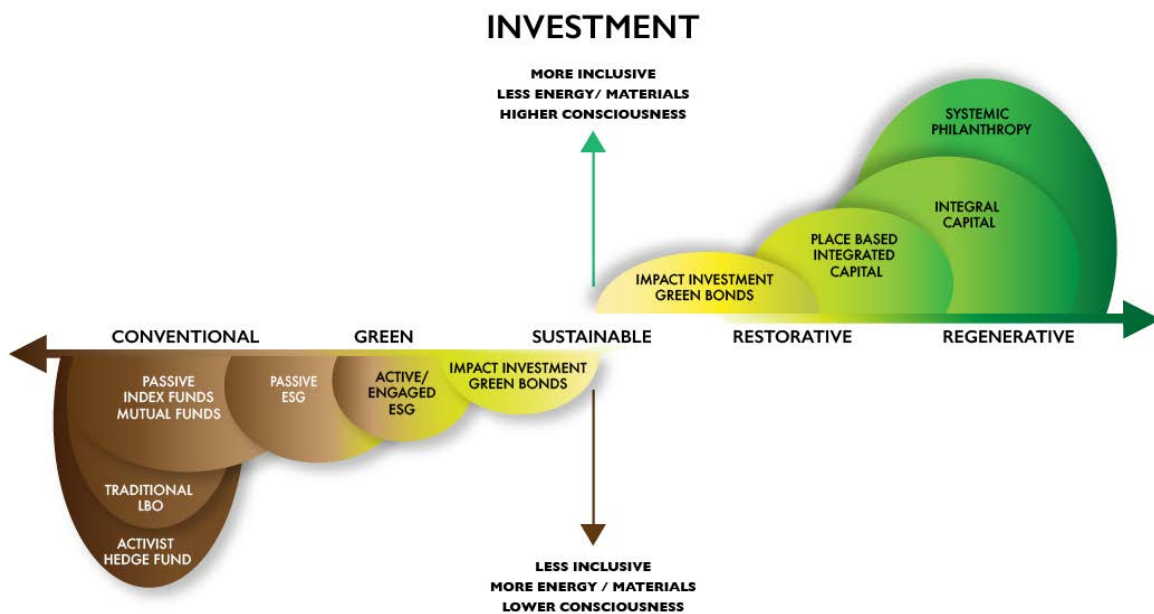 INVESTMENT
MORE INCLUSIVE
LESS ENERGY/ MATERIALS
HIGHER CONSCIOUSNESS
SYSTEMIC
PHILANTHROPY
INTEGRAL
CAPITAL
PLACE BASED
INTEGRATED
CAPITAL
IMPACT INVESTMENT
GREEN BONDS
CONVENTIONAL
GREEN
SUSTAINABLE
RESTORATIVE
REGENERATIVE
PASSIVE
INDEX FUNDS
MUTUAL FUNDS
PASSIVE
ESG
ACTIVE/
ENGAGED
ESG
IMPACT INVESTMENT
GREEN BONDS
TRADITIONAL
LBO
ACTIVIST
HEDGE FUND
LESS INCLUSIVE
MORE ENERGY / MATERIALS
LOWER CONSCIOUSNESS